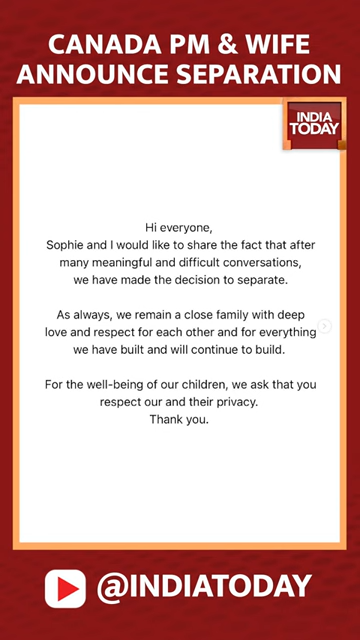 CANADA PM & WIFE
ANNOUNCE SEPARATION
INDIA
TODAY
Hi everyone,
Sophie and I would like to share the fact that after
many meaningful and difficult conversations,
we have made the decision to separate.
As always, we remain a close family with deep
love and respect for each other and for everything
we have built and will continue to build.
For the well-being of our children, we ask that you
respect our and their privacy.
Thank you.
@INDIATODAY